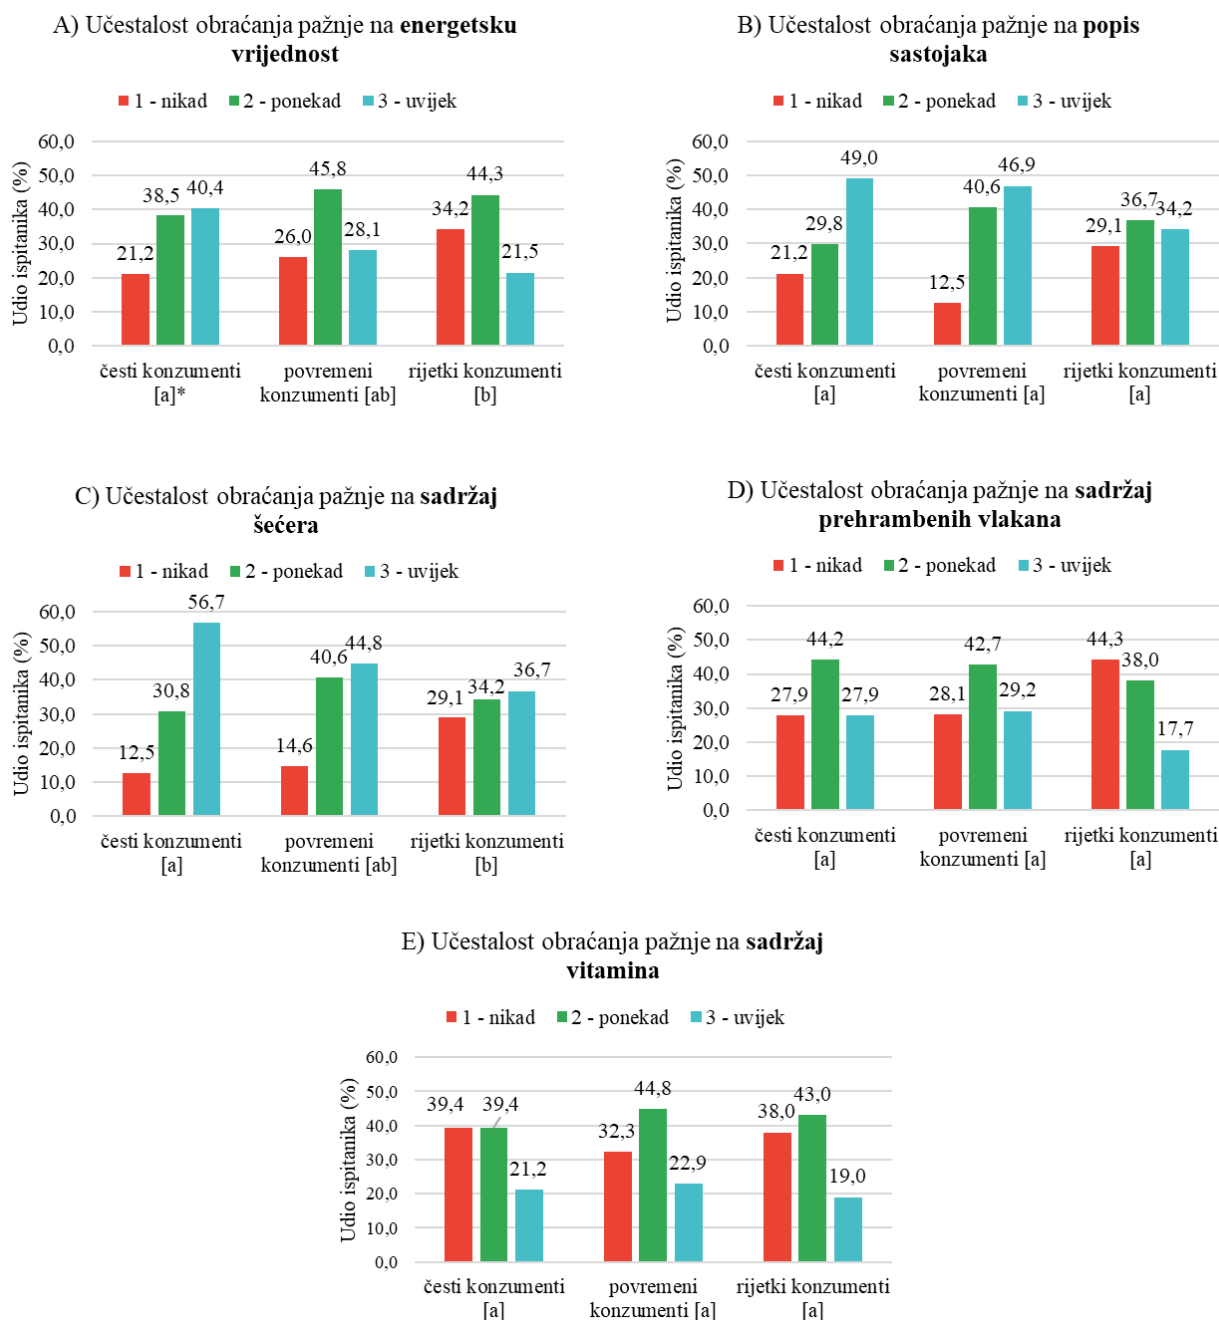 A) Učestalost obraćanja pažnje na energetsku
vrijednost
1 - nikad 2 - ponekad 3 - uvijek
Udio ispitanika (%)
60,0
50,0
40,0
30,0
20,0
10,0
0,0
21,2 38,5 40,4
26,0 45,8 28,1
34,2 44,3 21,5
česti konzumenti povremeni rijetki konzumenti
[a]* konzumenti [ab] [b]
B) Učestalost obraćanja pažnje na popis
sastojaka
1 - nikad 2 - ponekad 3 - uvijek
Udio ispitanika (%)
60,0
50,0
40,0
30,0
20,0
10,0
0,0
21,2 29,8 49,0
12,5 40,6 46,9
29,1 36,7 34,2
česti konzumenti povremeni rijetki konzumenti
[a] konzumenti [a] [a]
C) Učestalost obraćanja pažnje na sadržaj
šećera
1 - nikad 2 - ponekad 3 - uvijek
Udio ispitanika (%)
60,0
50,0
40,0
30,0
20,0
10,0
0,0
12,5 30,8 56,7
14,6 40,6 44,8
29,1 34,2 36,7
česti konzumenti povremeni rijetki konzumenti
[a] konzumenti [ab] [b]
D) Učestalost obraćanja pažnje na sadržaj
prehrambenih vlakana
1 - nikad 2 - ponekad 3 - uvijek
Udio ispitanika (%)
60,0
50,0
40,0
30,0
20,0
10,0
0,0
27,9 44,2 27,9
28,1 42,7 29,2
44,3 38,0 17,7
česti konzumenti povremeni rijetki konzumenti
[a] konzumenti [a] [a]
E) Učestalost obraćanja pažnje na sadržaj
vitamina
1 - nikad 2 - ponekad 3 - uvijek
Udio ispitanika (%)
60,0
50,0
40,0
30,0
20,0
10,0
0,0
39,4 39,4 21,2
32,3 44,8 22,9
38,0 43,0 19,0
česti konzumenti povremeni rijetki konzumenti
[a] konzumenti [a] [a]